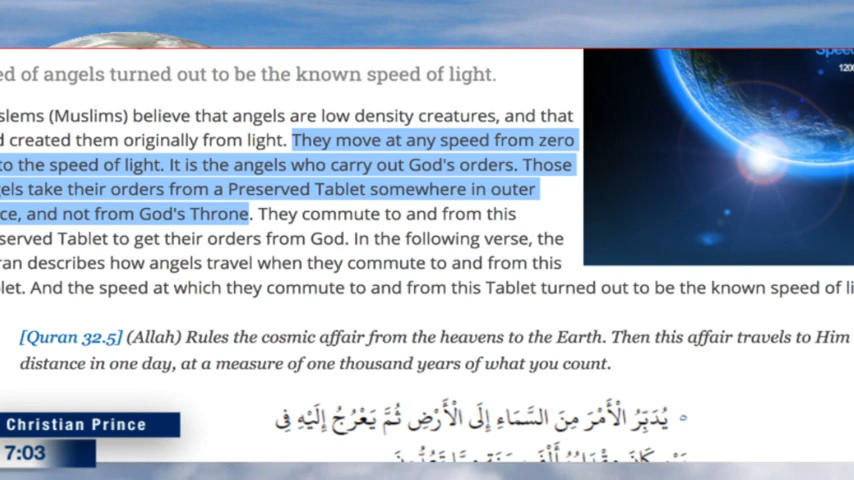 ed of angels turned out to be the known speed of light.
slems (Muslims) believe that angels are low density creatures, and that
d created them originally from light. They move at any speed from zero
to the speed of light. It is the angels who carry out God's orders. Those
gels take their orders from a Preserved Tablet somewhere in outer
ce, and not from God's Throne. They commute to and from this
served Tablet to get their orders from God. In the following verse, the
ran describes how angels travel when they commute to and from this
let. And the speed at which they commute to and from this Tablet turned out to be the known speed of li
Speed
1200
[Quran 32.5] (Allah) Rules the cosmic affair from the heavens to the Earth. Then this affair travels to Him
distance in one day, at a measure of one thousand years of what you count.
٥ يُدَبِّرُ الْأَمْرَ مِنَ السَّمَاءِ إِلَى الْأَرْضِ ثُمَّ يَعْرُجُ إِلَيْهِ فِى
Christian Prince
7:03